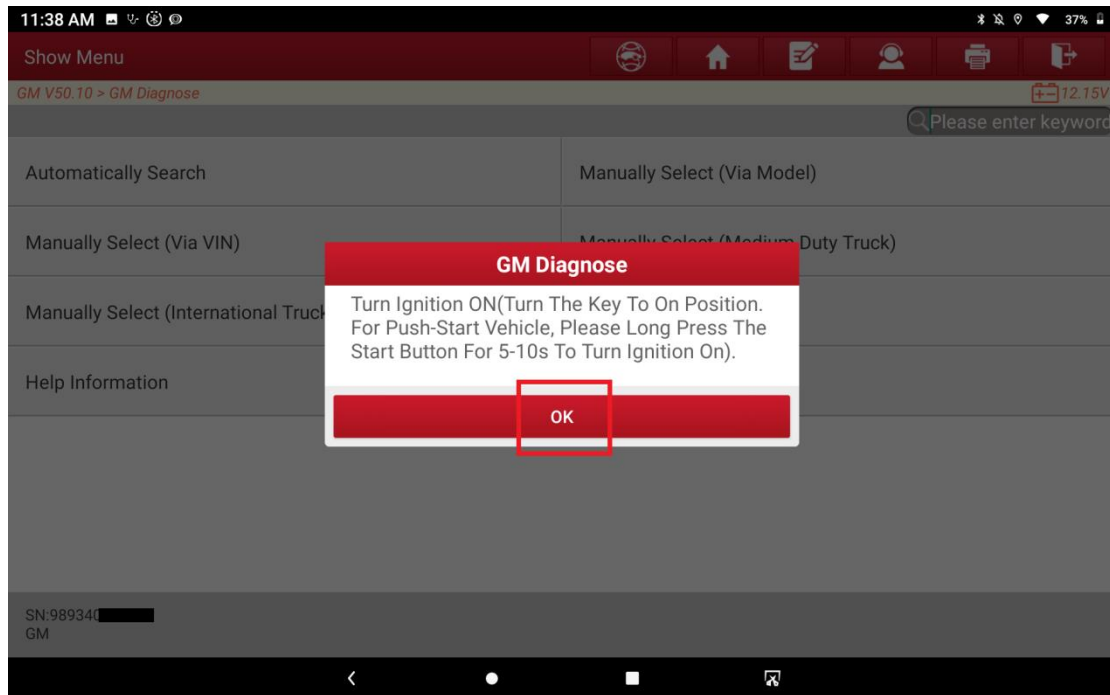 11:38 AM
37%
Show Menu
GM V50.10 > GM Diagnose
12.15V
Please enter keyword
Automatically Search
Manually Select (Via Model)
Manually Select (Via VIN)
Manually Select (Medium Duty Truck)
GM Diagnose
Manually Select (International Truck
Turn Ignition ON(Turn The Key To On Position.
For Push-Start Vehicle, Please Long Press The
Start Button For 5-10s To Turn Ignition On).
Help Information
OK
SN:989340
GM